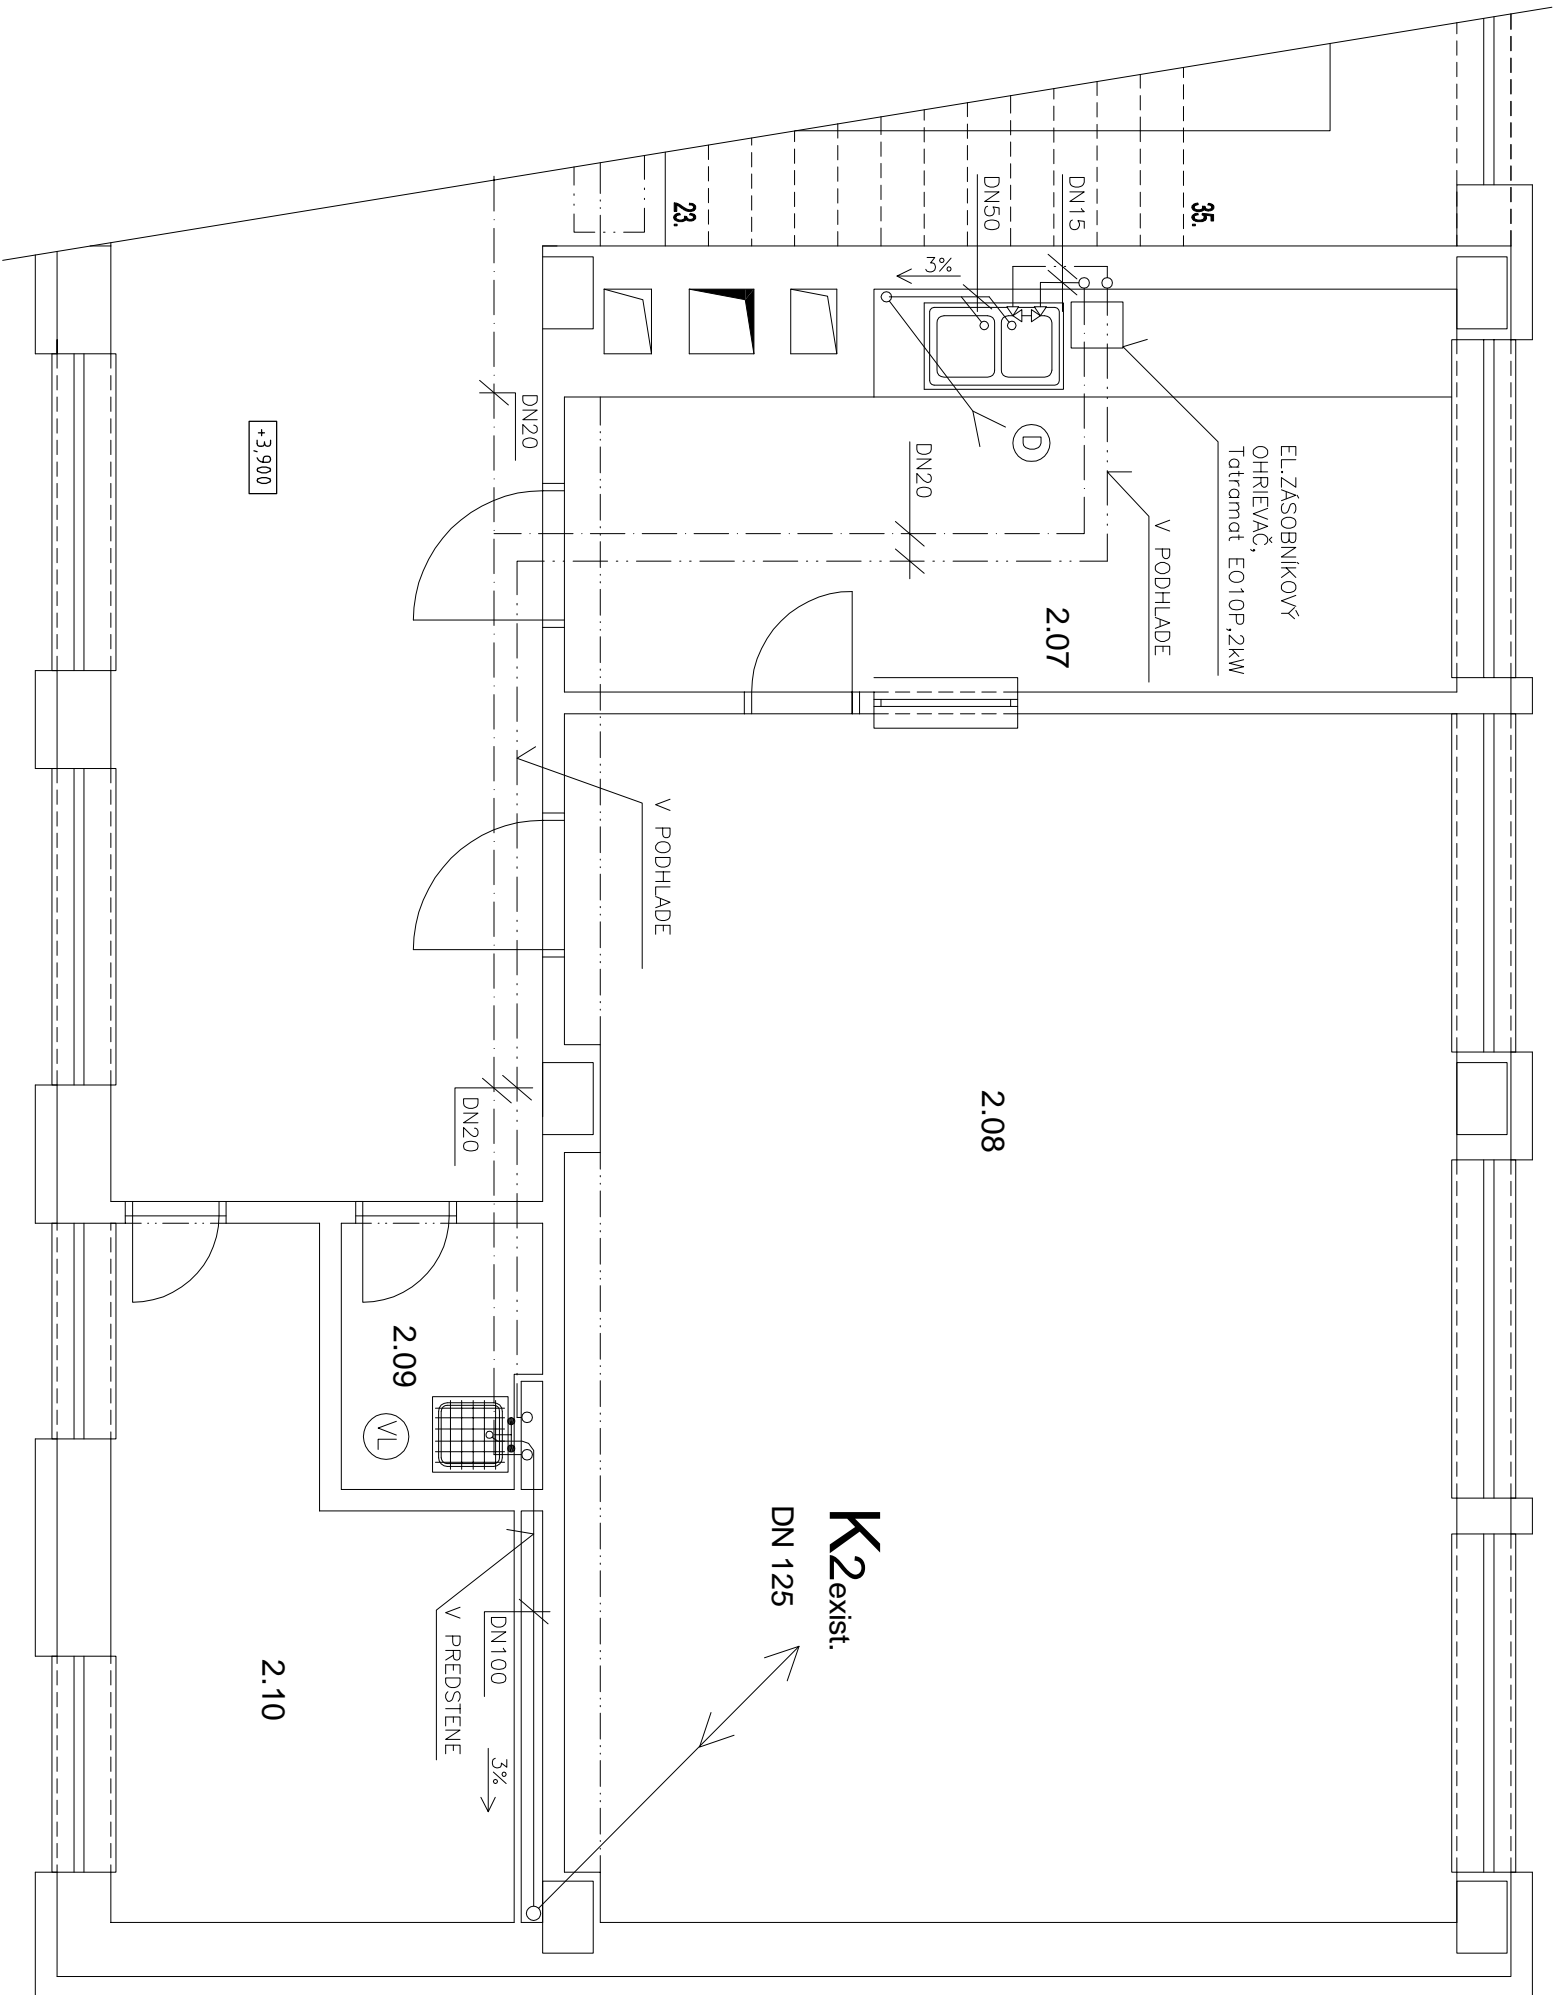 35.
23.
DN15
DN50
3%
EL.ZÁSOBNÍKOVÝ
OHRIEVAČ,
Tatramat EO10P,2kW
D
DN20
DN20
V PODHLADE
+3,900
2.07
V PODHLADE
2.08
DN20
2.09
VL
K2exist.
DN 125
DN100
V PREDSTENE
3%
2.10